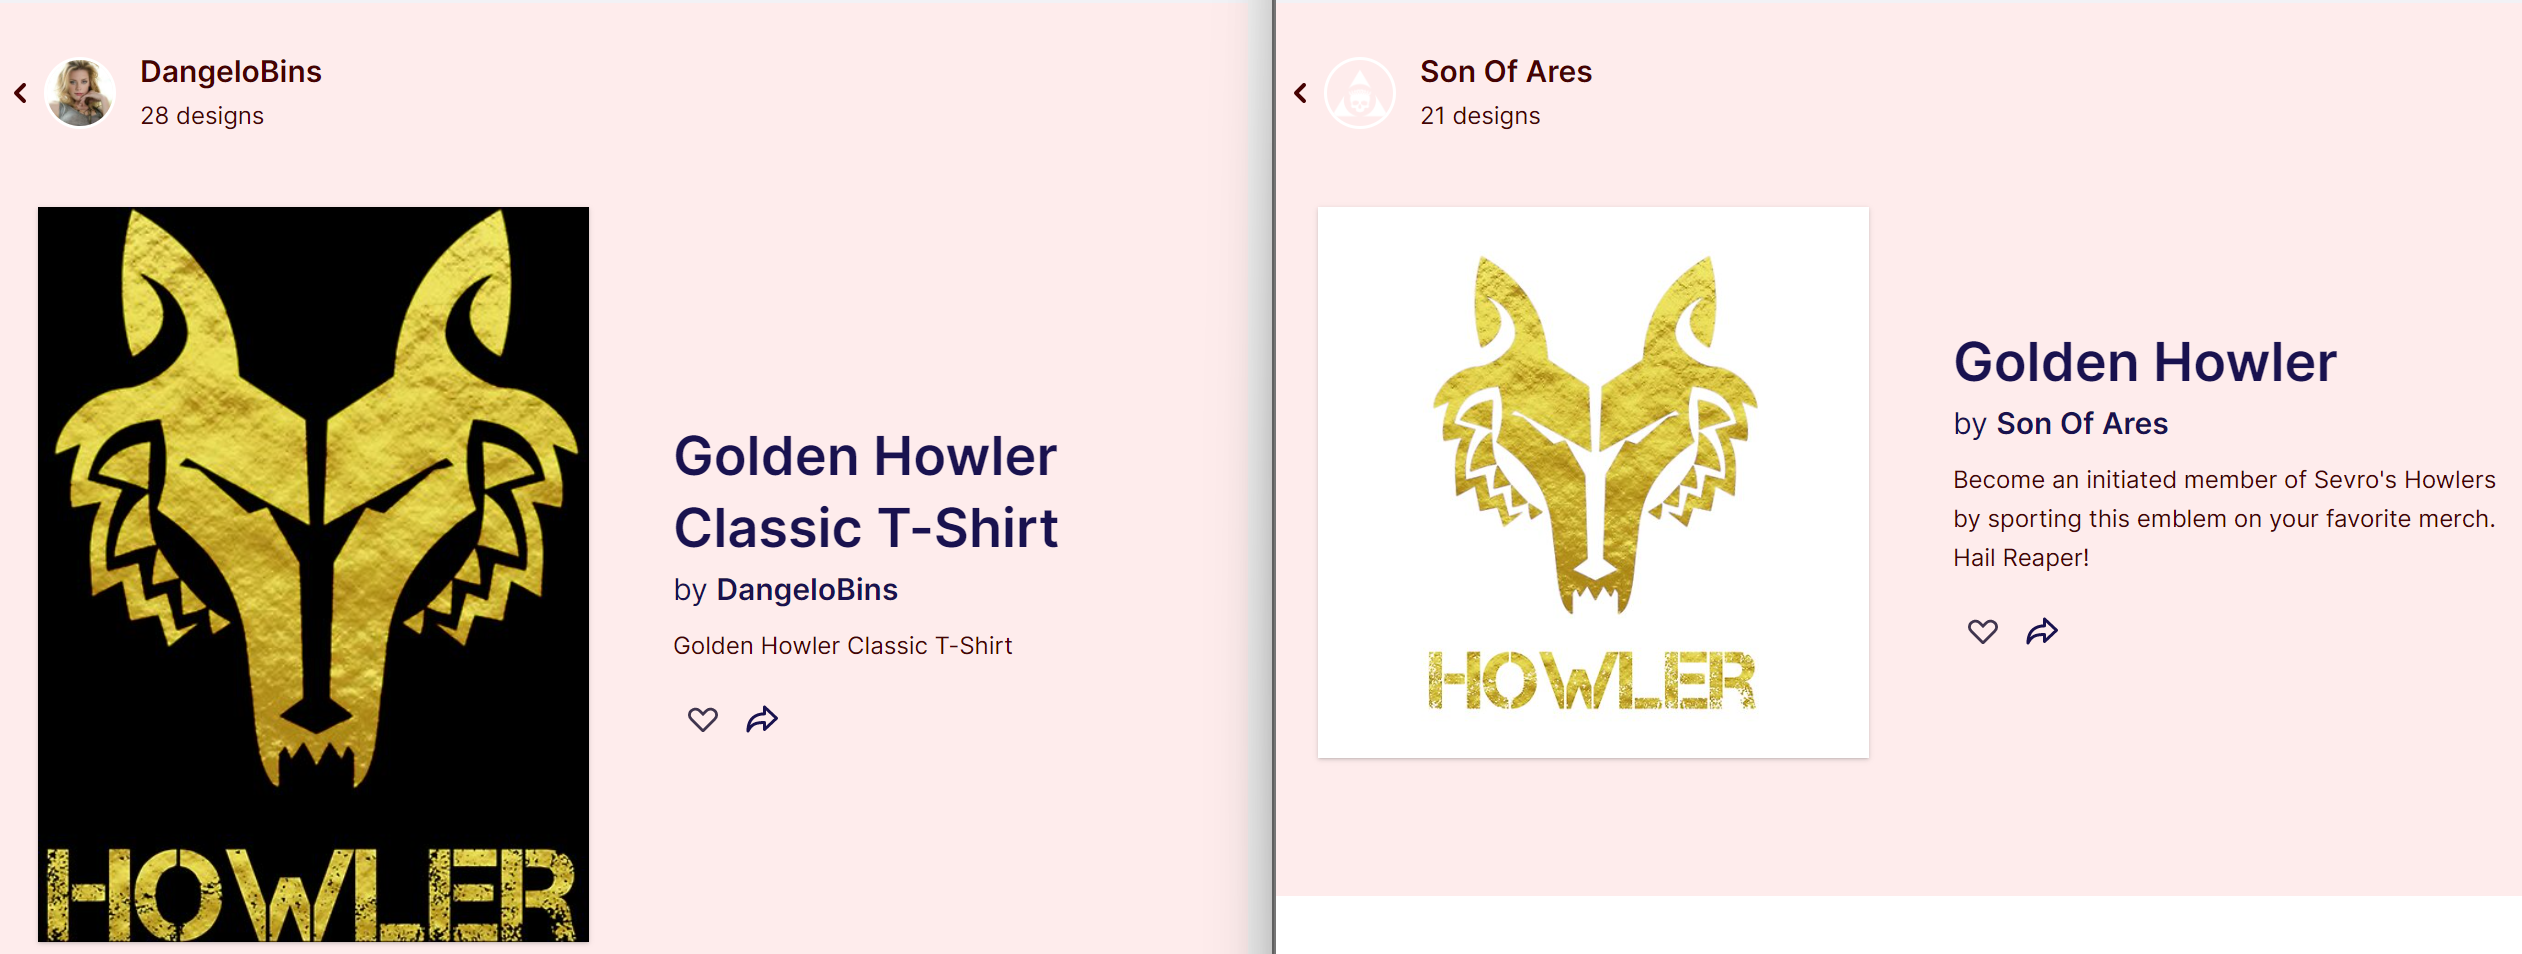 DangeloBins
28 designs
HOWLER
Golden Howler
Classic T-Shirt
by DangeloBins
Golden Howler Classic T-Shirt
Son Of Ares
21 designs
HOWLER
Golden Howler
by Son Of Ares
Become an initiated member of Sevro's Howlers
by sporting this emblem on your favorite merch.
Hail Reaper!